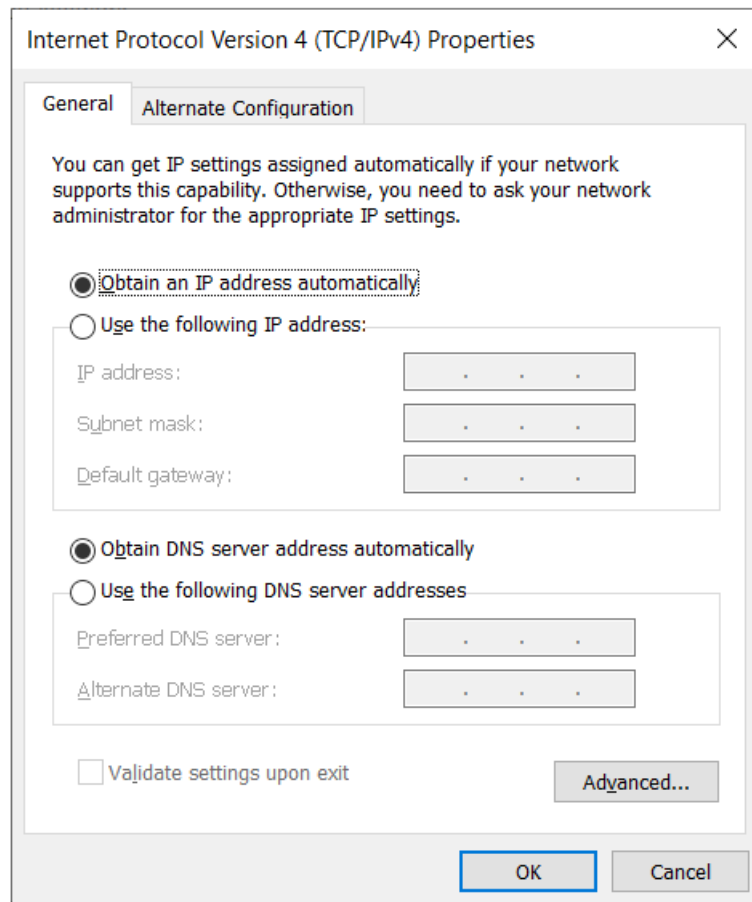 Internet Protocol Version 4 (TCP/IPv4) Properties
General
Alternate Configuration
You can get IP settings assigned automatically if your network
supports this capability. Otherwise, you need to ask your network
administrator for the appropriate IP settings.
Obtain an IP address automatically
Use the following IP address:
IP address:
Subnet mask:
Default gateway:
Obtain DNS server address automatically
Use the following DNS server addresses
Preferred DNS server:
Alternate DNS server:
Validate settings upon exit
Advanced...
OK
Cancel